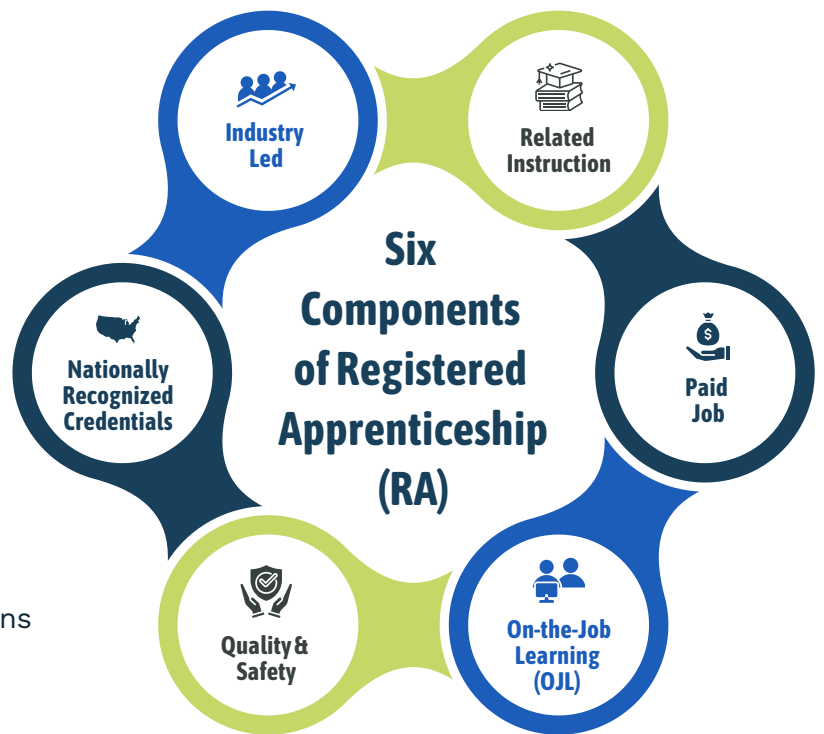 Industry
Led
Related
Instruction
Six
Components
of Registered
Apprenticeship
(RA)
Nationally
Recognized
Credentials
$
Paid
Job
Quality &
Safety
On-the-Job
Learning
(OJL)
ns